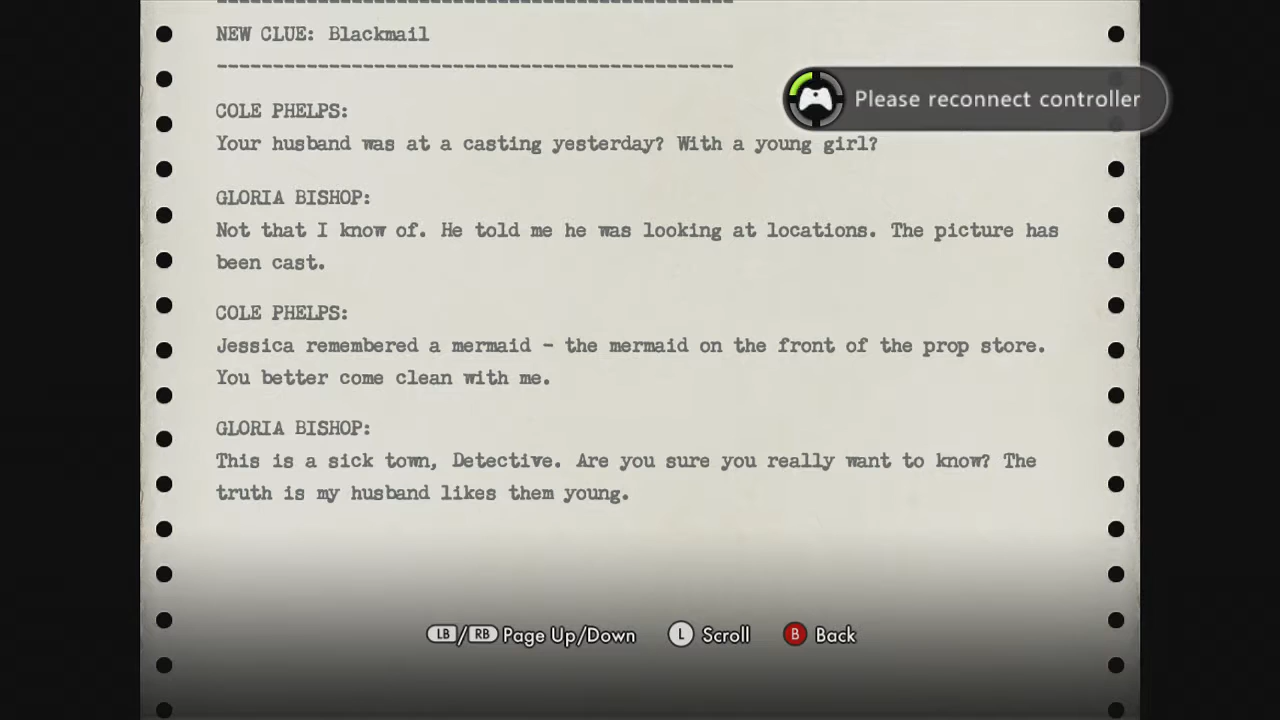 NEW CLUE: Blackmail
Please reconnect controller
COLE PHELPS:
Your husband was at a casting yesterday? With a young girl?
GLORIA BISHOP:
Not that I know of. He told me he was looking at locations. The picture has
been cast.
COLE PHELPS:
Jessica remembered a mermaid - the mermaid on the front of the prop store.
You better come clean with me.
GLORIA BISHOP:
This is a sick town, Detective. Are you sure you really want to know? The
truth is my husband likes them young.
LB/RB Page Up/Down L Scroll B Back